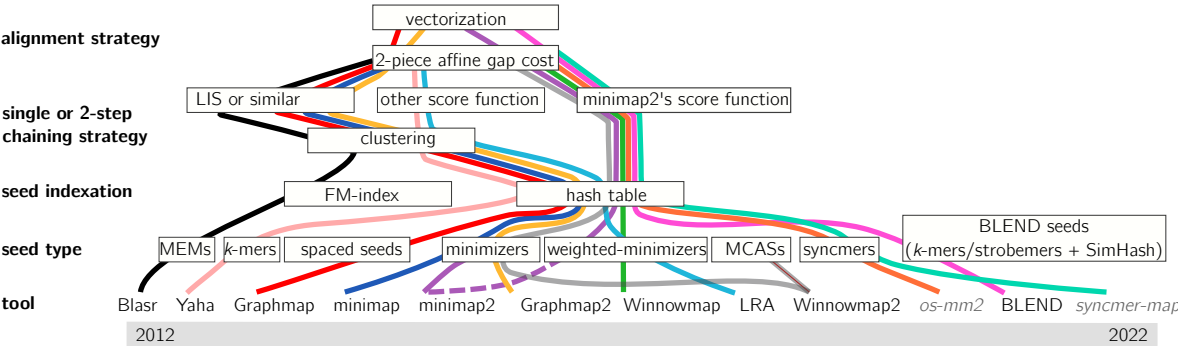 vectorization
alignment strategy
2-piece affine gap cost
LIS or similar
other score function
minimap2's score function
single or 2-step
chaining strategy
clustering
seed indexation
FM-index
hash table
BLEND seeds
(k-mers/strobemers + SimHash)
seed type
MEMs
k-mers
spaced seeds
minimizers
weighted-minimizers
MCASs
syncmers
tool
Blasr
Yaha
Graphmap
minimap
minimap2
Graphmap2
Winnowmap
LRA
Winnowmap2
os-mm2
BLEND
syncmer-map
2012
2022